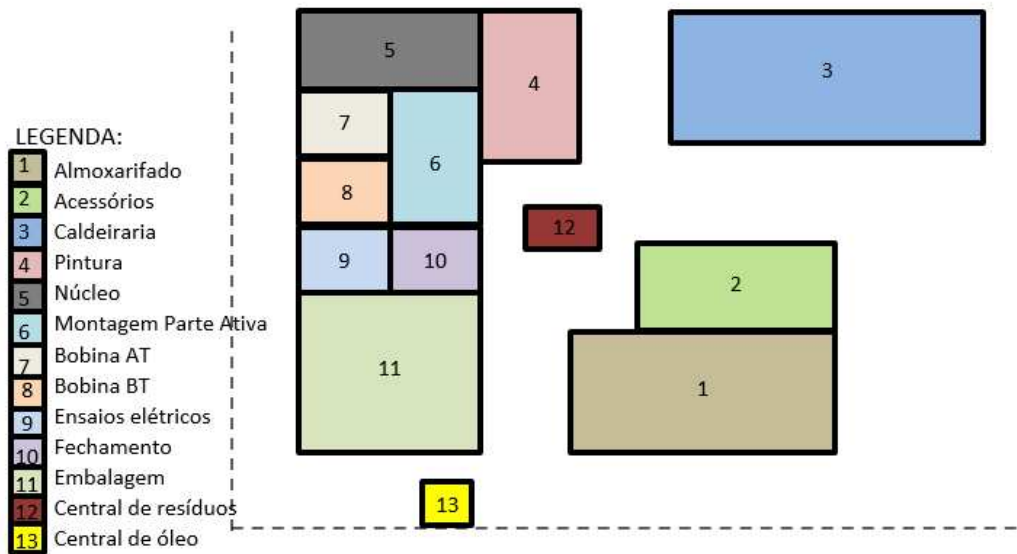 5
4
3
7
6
8
12
9
10
2
11
1
13
LEGENDA:
1 Almoxarifado
2 Acessórios
3 Caldeiraria
4 Pintura
5 Núcleo
6 Montagem Parte Ativa
7 Bobina AT
8 Bobina BT
9 Ensaios elétricos
10 Fechamento
11 Embalagem
12 Central de resíduos
13 Central de óleo